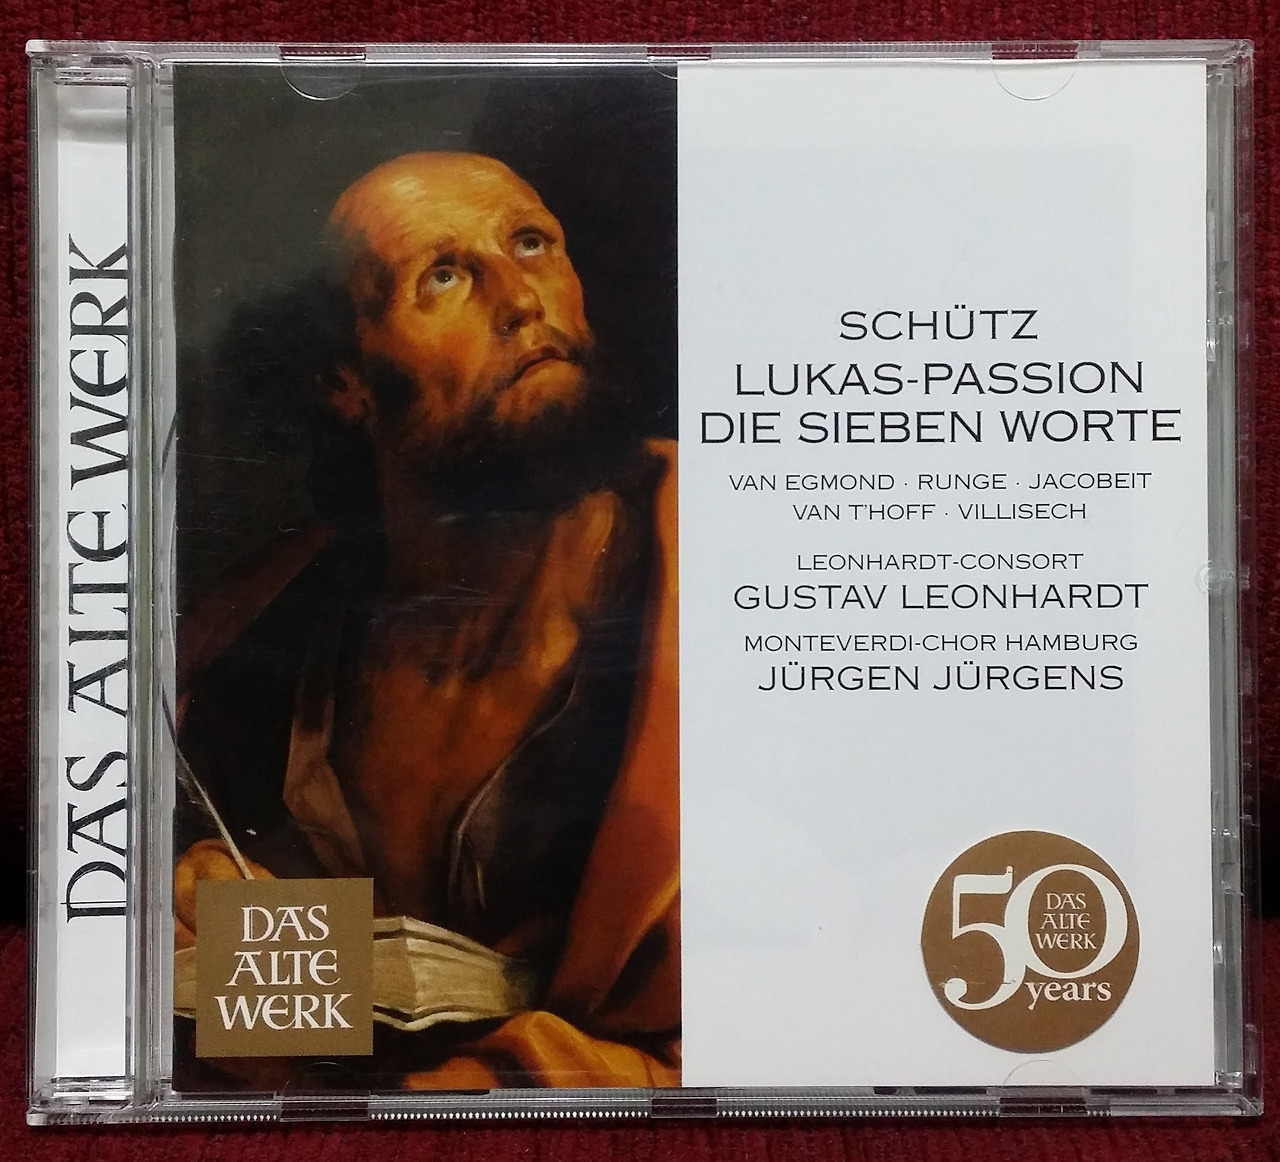 DAS ALTE WERK
SCHÜTZ
LUKAS-PASSION
DIE SIEBEN WORTE
VAN EGMOND · RUNGE · JACOBEIT
VAN T'HOFF · VILLISECH
LEONHARDT-CONSORT
GUSTAV LEONHARDT
MONTEVERDI-CHOR HAMBURG
JÜRGEN JÜRGENS
DAS
ALTE
WERK
50
DAS
ALTE
WERK
years